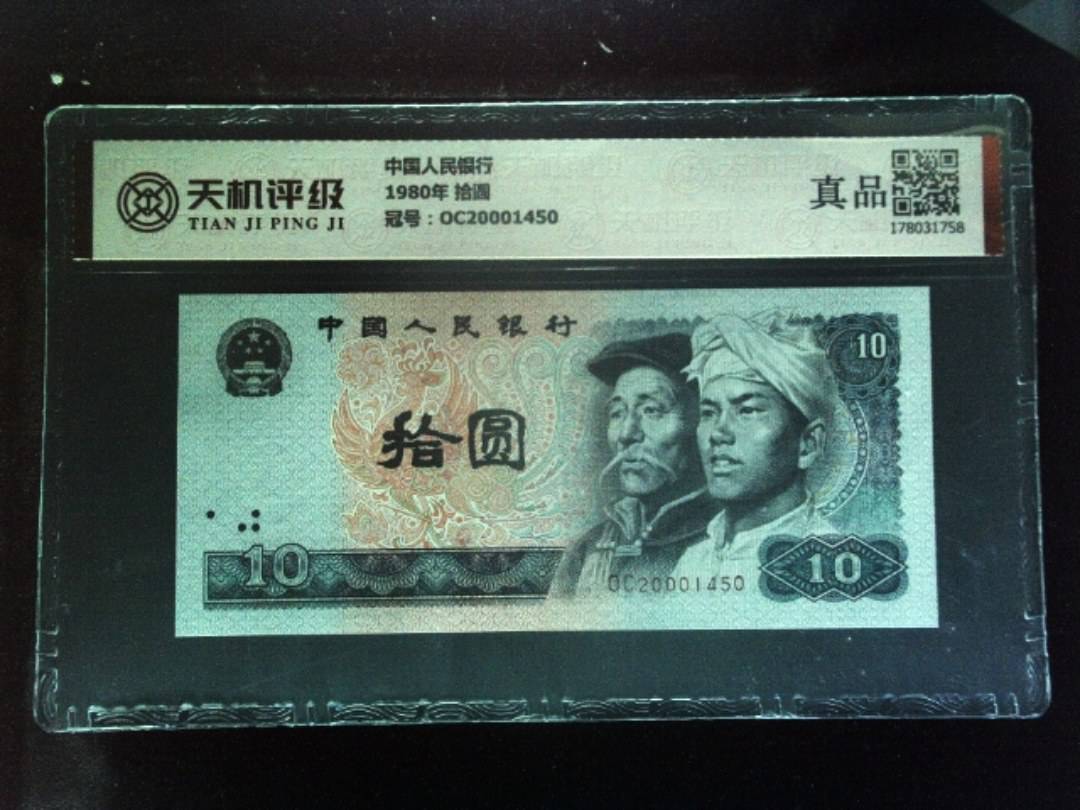 天机评级
TIAN JI PING JI
中国人民银行
1980年 拾圆
冠号：OC20001450
真品
178031758
中國人民银行
10
拾圆
10
OC20001450
10